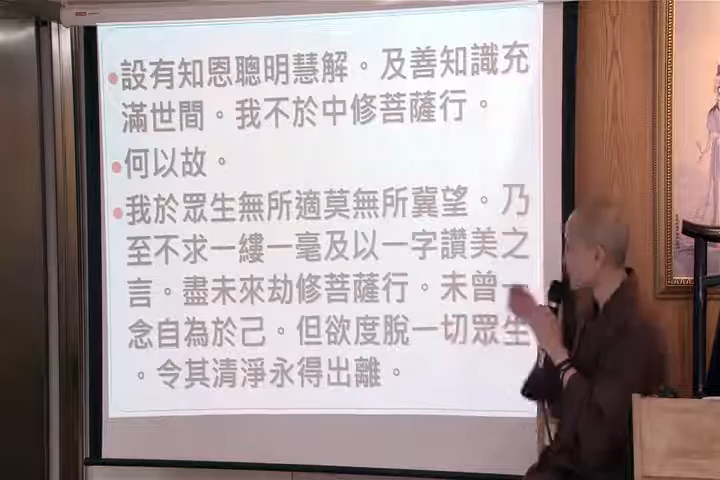 •設有知恩聰明慧解。及善知識充
滿世間。我不於中修菩薩行。
•何以故。
•我於眾生無所適莫無所冀望。乃
至不求一縷一毫及以一字讚美之
言。盡未來劫修菩薩行。未曾一
念自為於己。但欲度脫一切眾生
。令其清淨永得出離。